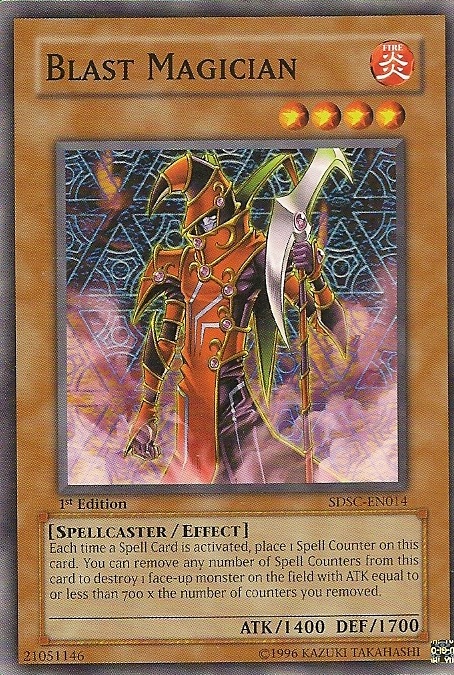 BLAST MAGICIAN
FIRE
炎
1st Edition
SDSC-EN014
[SPELLCASTER / EFFECT]
Each time a Spell Card is activated, place 1 Spell Counter on this
card. You can remove any number of Spell Counters from this
card to destroy 1 face-up monster on the field with ATK equal to
or less than 700 x the number of counters you removed.
ATK/1400 DEF/1700
21051146
©1996 KAZUKI TAKAHASHI